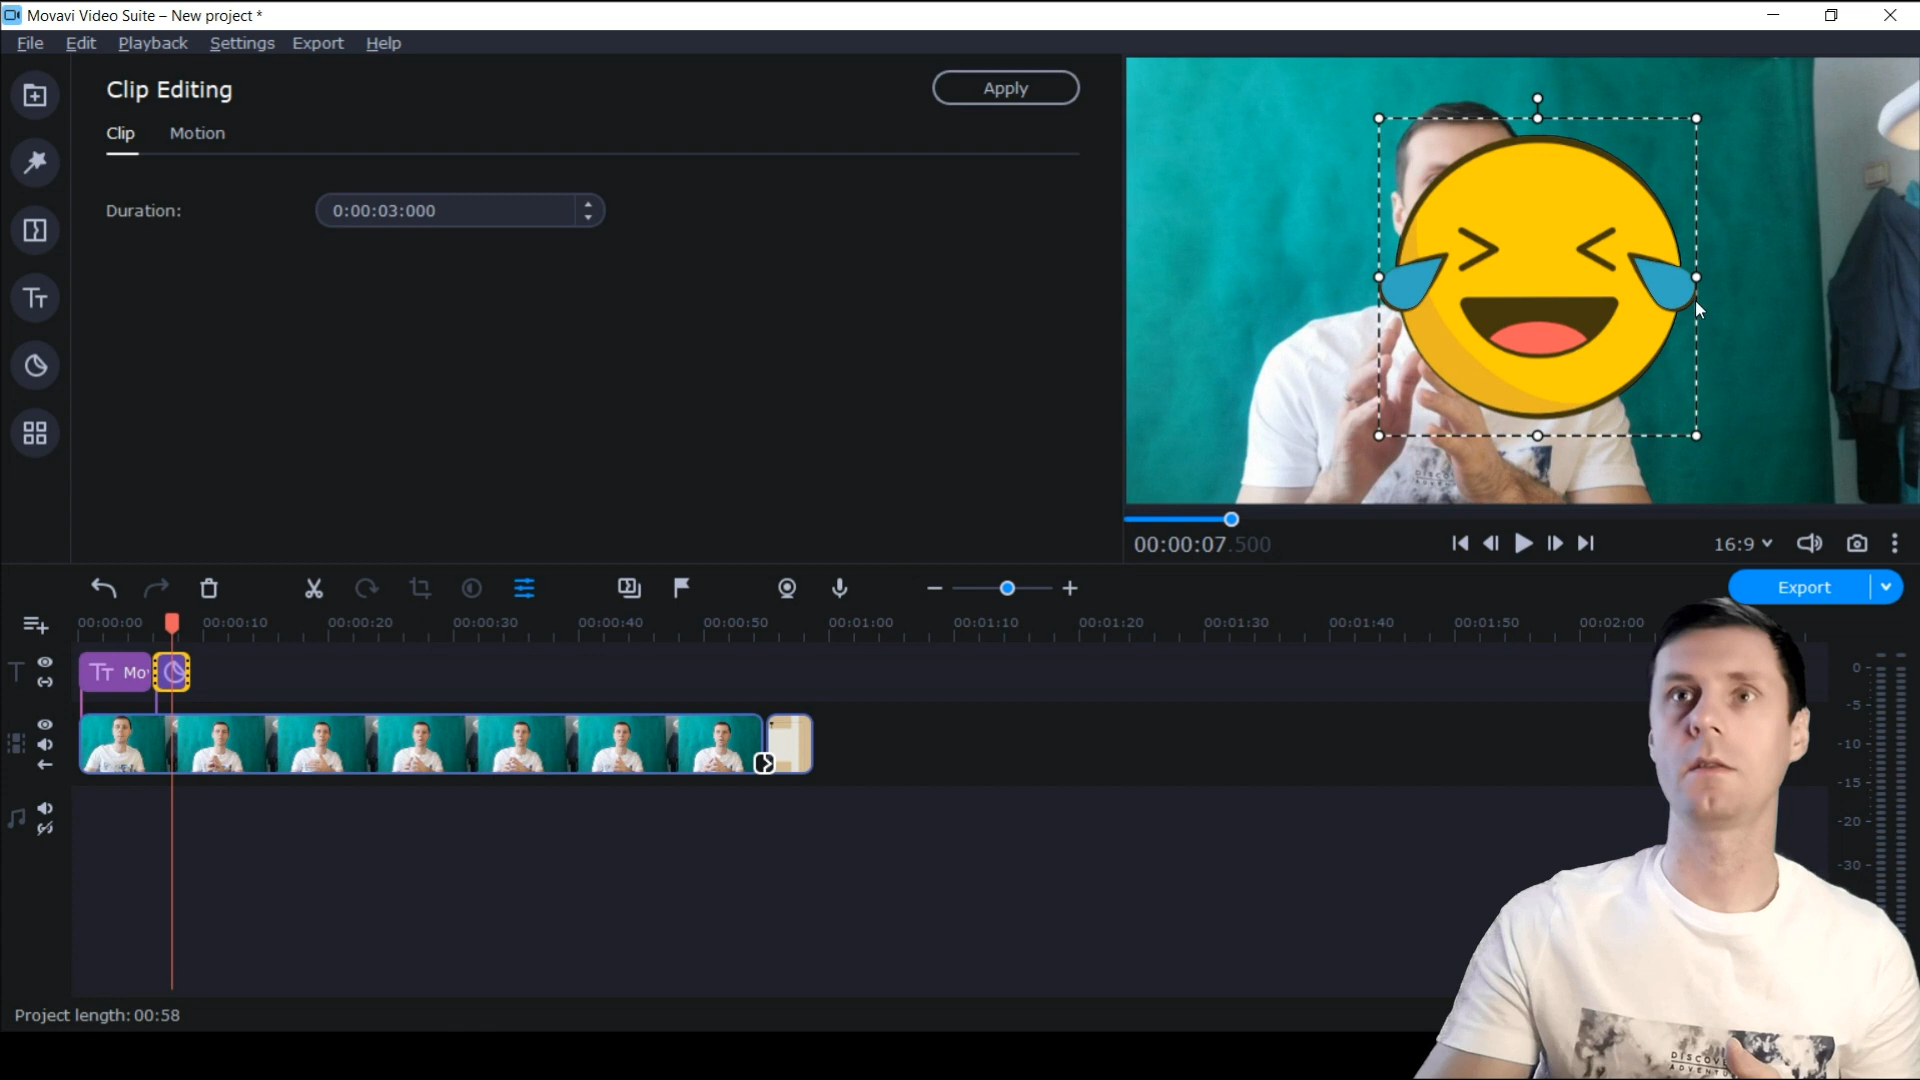 Movavi Video Suite – New project *
File Edit Playback Settings Export Help
Clip Editing
Apply
Clip Motion
Duration: 0:00:03:000
00:00:07.500
16:9
Export
00:00:00 00:00:10 00:00:20 00:00:30 00:00:40 00:00:50 00:01:00 00:01:10 00:01:20 00:01:30 00:01:40 00:01:50 00:02:00
Tт Mov
0
-5
-10
-15
-20
-30
Project length: 00:58